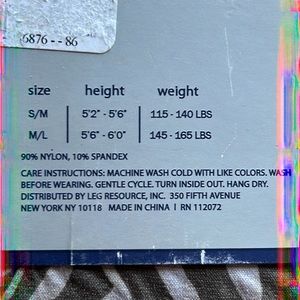 6876 - - 86
size height weight
S/M 5'2" - 5'6" 115 - 140 LBS
M/L 5'6" - 6'0" 145 - 165 LBS
90% NYLON, 10% SPANDEX
CARE INSTRUCTIONS: MACHINE WASH COLD WITH LIKE COLORS. WASH
BEFORE WEARING. GENTLE CYCLE. TURN INSIDE OUT. HANG DRY.
DISTRIBUTED BY LEG RESOURCE, INC. 350 FIFTH AVENUE
NEW YORK NY 10118 MADE IN CHINA | RN 112072